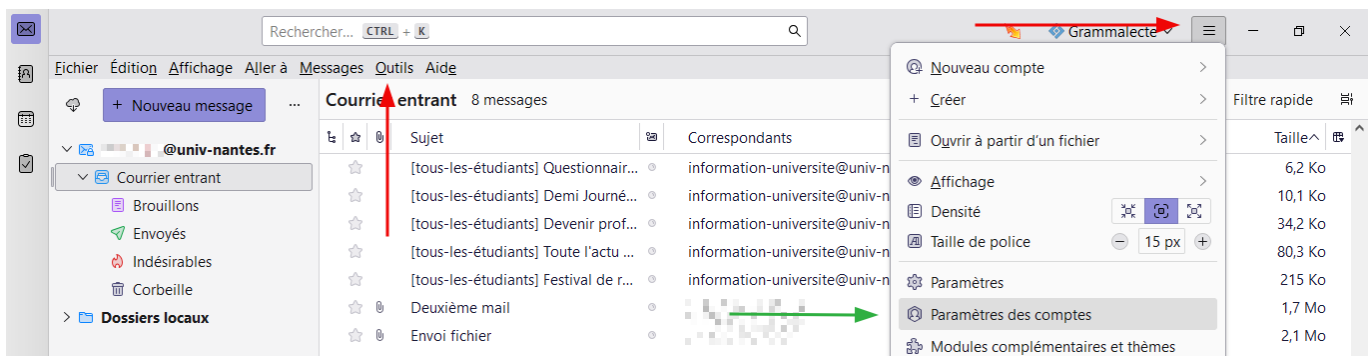 Rechercher... CTRL + K
Grammalecte
Fichier Édition Affichage Aller à Messages Outils Aide
+ Nouveau message ...
Courrier entrant 8 messages
Filtre rapide
Sujet Correspondants Taille
@univ-nantes.fr
Courrier entrant
Brouillons
Envoyés
Indésirables
Corbeille
Dossiers locaux
[tous-les-étudiants] Questionnair... information-universite@univ-n 6,2 Ko
[tous-les-étudiants] Demi Journé... information-universite@univ-n 10,1 Ko
[tous-les-étudiants] Devenir prof... information-universite@univ-n 34,2 Ko
[tous-les-étudiants] Toute l'actu ... information-universite@univ-n 80,3 Ko
[tous-les-étudiants] Festival de r... information-universite@univ-n 215 Ko
Deuxième mail 1,7 Mo
Envoi fichier 2,1 Mo
Nouveau compte
+ Créer
Ouvrir à partir d'un fichier
Affichage
Densité
Taille de police 15 px
Paramètres
Paramètres des comptes
Modules complémentaires et thèmes